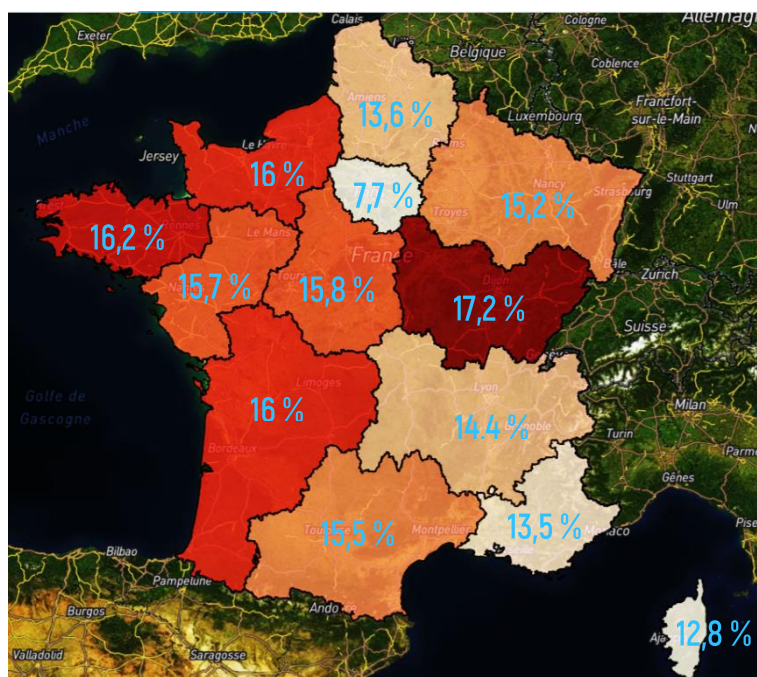 Allemagne
Exeter
Calais
Cologne
Belgique
Coblence
Amiens
13,6 %
Luxembourg
Francfort-
sur-le-Main
Manche
Jersey
Le Havre
16 %
7,7 %
Nancy
Strasbourg
Stuttgart
15,2 %
Ulm
Troyes
16,2 %
Rennes
Le Mans
France
Bâle
Zurich
15,7 %
Tours
15,8 %
Dijon
17,2 %
Suisse
Golfe de
Gascogne
Limoges
16 %
Lyon
14.4 %
Grenoble
Milan
Turin
Bordeaux
Gênes
15,5 %
Montpellier
13,5 %
Monaco
Bilbao
Pampelune
Burgos
Valladolid
Saragosse
12,8 %